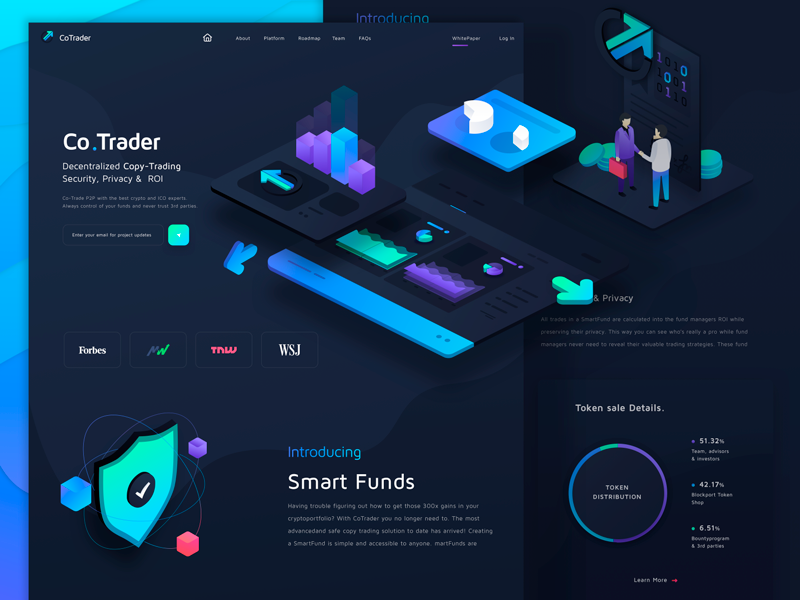 Introducing
CoTrader
About
Platform
Roadmap
Team
FAQs
WhitePaper
Log In
Co.Trader
Decentralized Copy-Trading
Security, Privacy & ROI
Co-Trade P2P with the best crypto and ICO experts.
Always control of your funds and never trust 3rd parties.
Enter your email for project updates
Forbes
NW
TNW
WSJ
Introducing
Smart Funds
Having trouble figuring out how to get those 300x gains in your
cryptoportfolio? With CoTrader you no longer need to. The most
advancedand safe copy trading solution to date has arrived! Creating
a SmartFund is simple and accessible to anyone. martFunds are
1010
1001
& Privacy
All trades in a SmartFund are calculated into the fund managers ROI while
preserving their privacy. This way you can see who's really a pro while fund
managers never need to reveal their valuable trading strategies. These fund
Token sale Details.
TOKEN
DISTRIBUTION
51.32%
Team, advisors
& investors
42.17%
Blockport Token
Shop
6.51%
Bountyprogram
& 3rd parties
Learn More